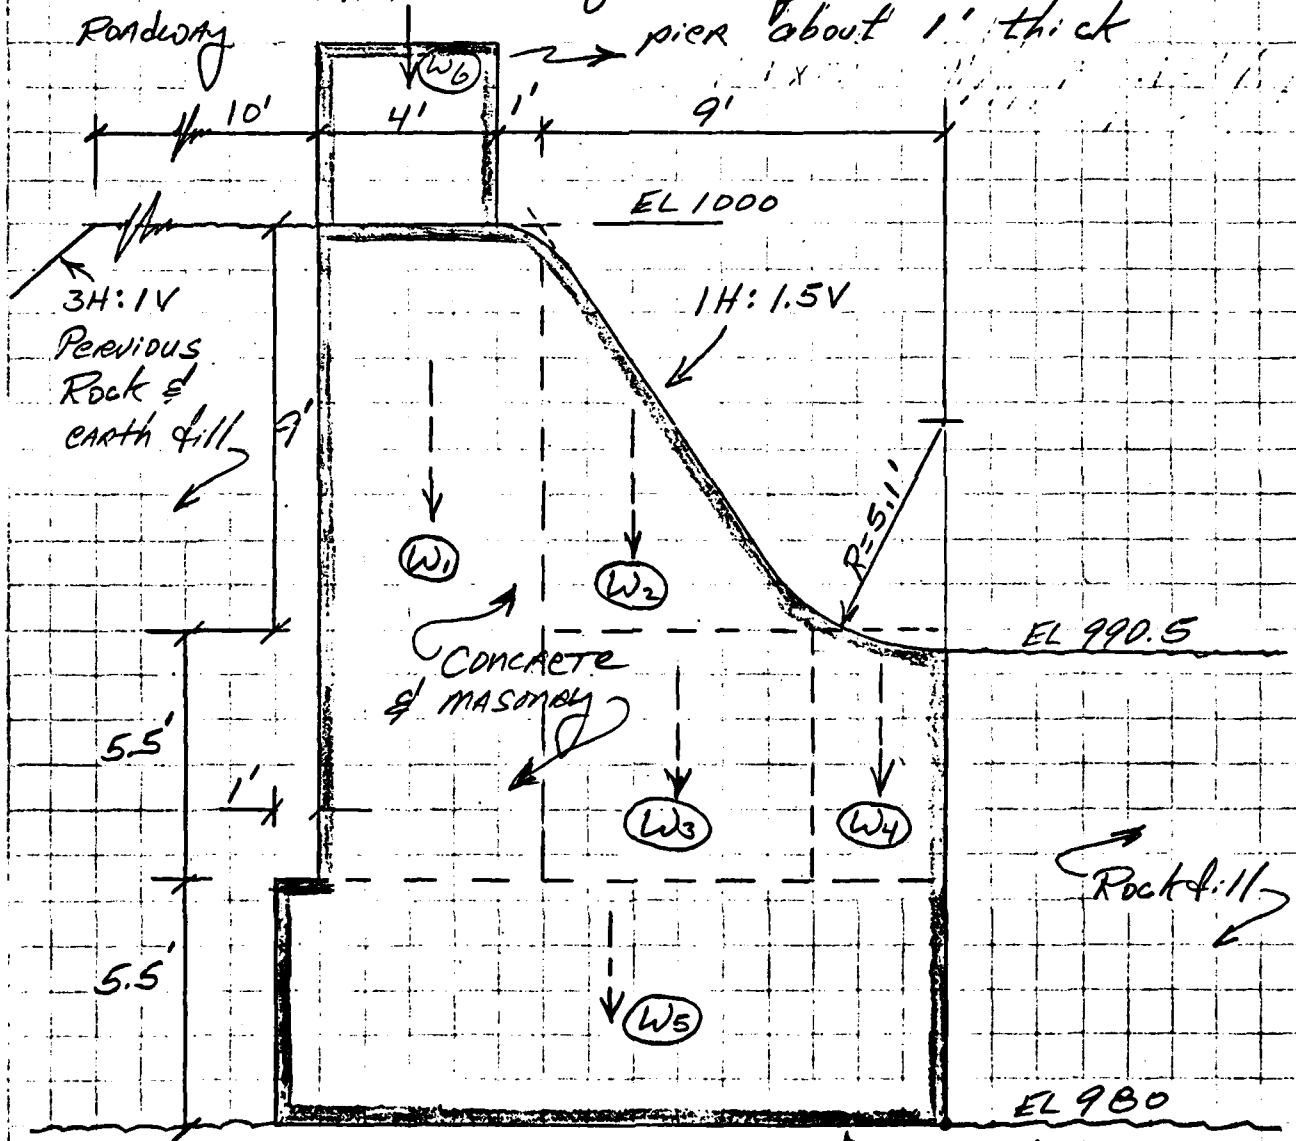 Roadway
pier about 1' thick
W6
10'
4'
1'
9'
EL 1000
3H:1V
Pervious
Rock &
earth fill
9'
1H:1.5V
R=5.1'
W1
W2
EL 990.5
Concrete
& masonry
5.5'
1'
W3
W4
Rockfill
5.5'
W5
EL 980